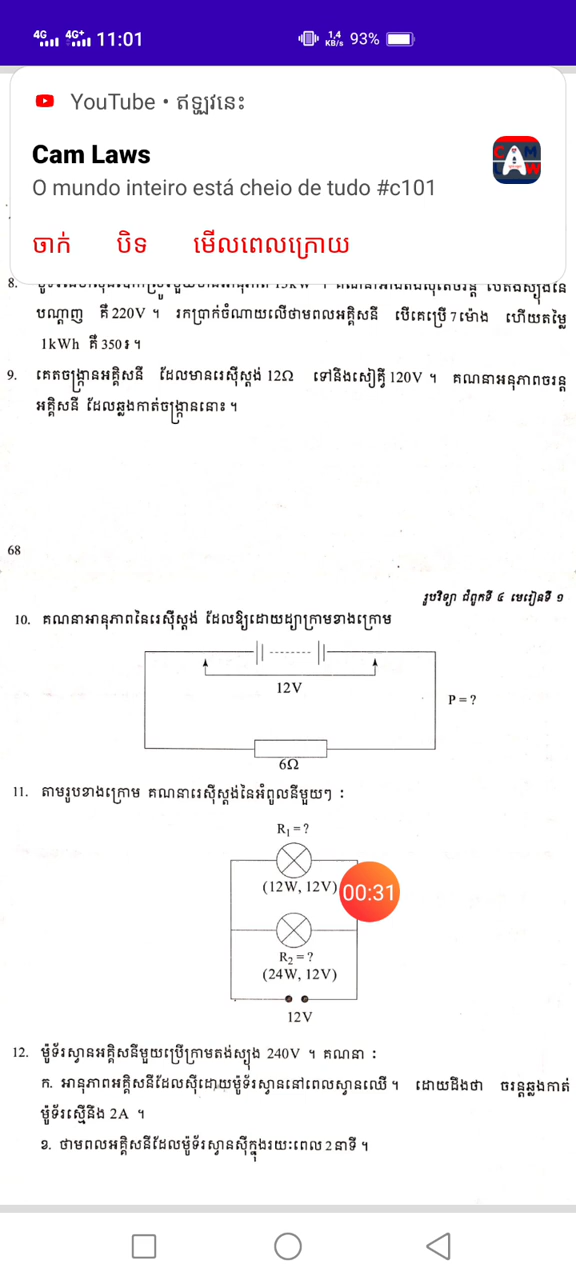 4G 4G+ 11:01 1,4 KB/s 93%
YouTube • ឥឡូវនេះ
Cam Laws
O mundo inteiro está cheio de tudo #c101
ចាក់ បិទ មើលពេលក្រោយ
8.
បណ្តាញ គឺ 220V ។ រកប្រាក់ចំណាយលើថាមពលអគ្គិសនី បើគេប្រើ 7 ម៉ោង ហើយតម្លៃ
1kWh គឺ 350៛ ។
9. គេតចង្ក្រានអគ្គិសនី ដែលមានរេស៊ីស្តង់ 12Ω ទៅនឹងសៀគ្វី 120V ។ គណនាអនុភាពចរន្ត
អគ្គិសនី ដែលឆ្លងកាត់ចង្ក្រាននោះ ។
68
រូបវិទ្យា ជំពូកទី ៤ មេរៀនទី ១
10. គណនាអានុភាពនៃរេស៊ីស្តង់ ដែលឱ្យដោយដ្យាក្រាមខាងក្រោម
12V
P = ?
6Ω
11. តាមរូបខាងក្រោម គណនារេស៊ីស្តង់នៃអំពូលនីមួយៗ :
R₁ = ?
(12W, 12V)
00:31
R₂ = ?
(24W, 12V)
12V
12. ម៉ូទ័រស្វានអគ្គិសនីមួយប្រើក្រាមតង់ស្យុង 240V ។ គណនា :
ក. អានុភាពអគ្គិសនីដែលស៊ីដោយម៉ូទ័រស្វាននៅពេលស្វានឈើ ។ ដោយដឹងថា ចរន្តឆ្លងកាត់
ម៉ូទ័រស្មើនឹង 2A ។
ខ. ថាមពលអគ្គិសនីដែលម៉ូទ័រស្វានស៊ីក្នុងរយៈពេល 2 នាទី ។